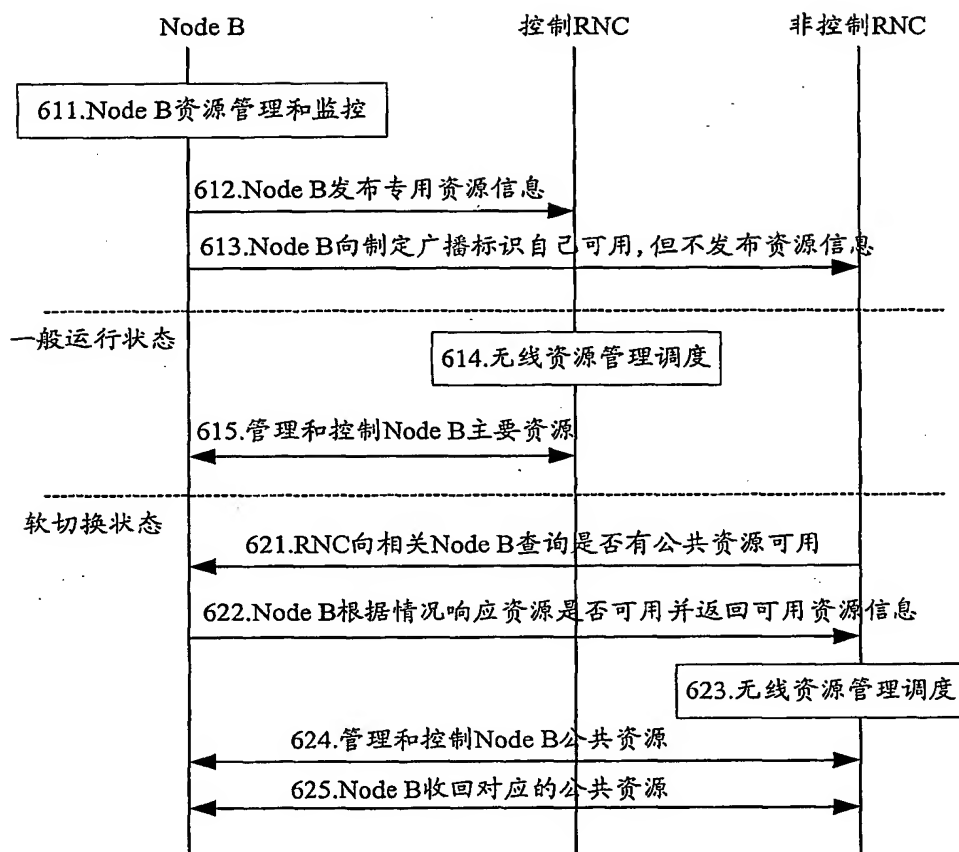 Node B
控制RNC
非控制RNC
611.Node B资源管理和监控
612.Node B发布专用资源信息
613.Node B向制定广播标识自己可用,但不发布资源信息
一般运行状态
614.无线资源管理调度
615.管理和控制Node B主要资源
软切换状态
621.RNC向相关Node B查询是否有公共资源可用
622.Node B根据情况响应资源是否可用并返回可用资源信息
623.无线资源管理调度
624.管理和控制Node B公共资源
625.Node B收回对应的公共资源